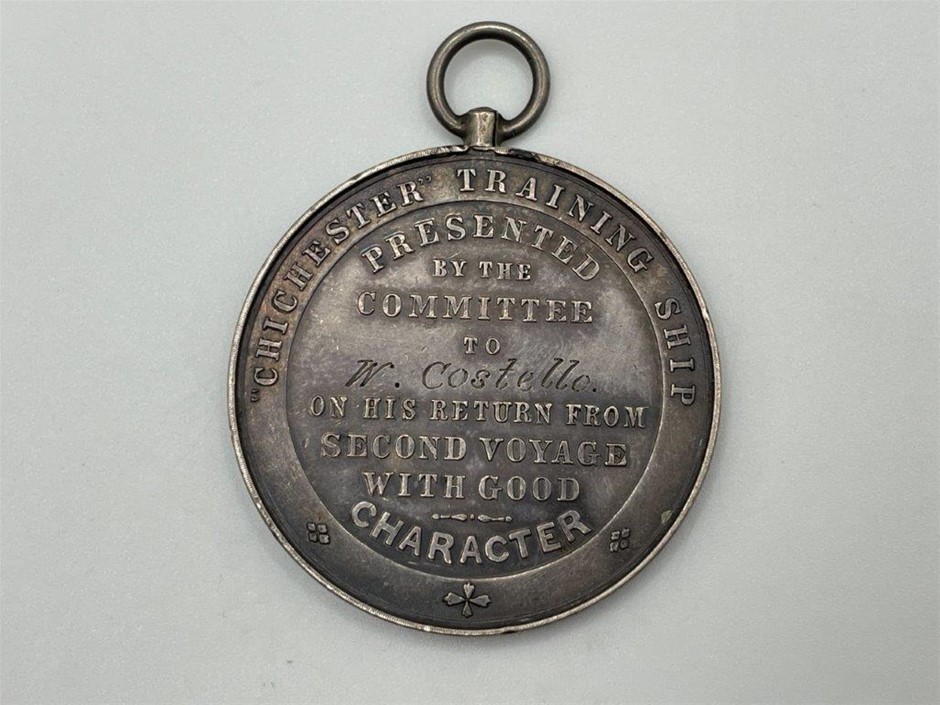 "CHICHESTER" TRAINING SHIP
PRESENTED
BY THE
COMMITTEE
TO
W. Costello.
ON HIS RETURN FROM
SECOND VOYAGE
WITH GOOD
CHARACTER